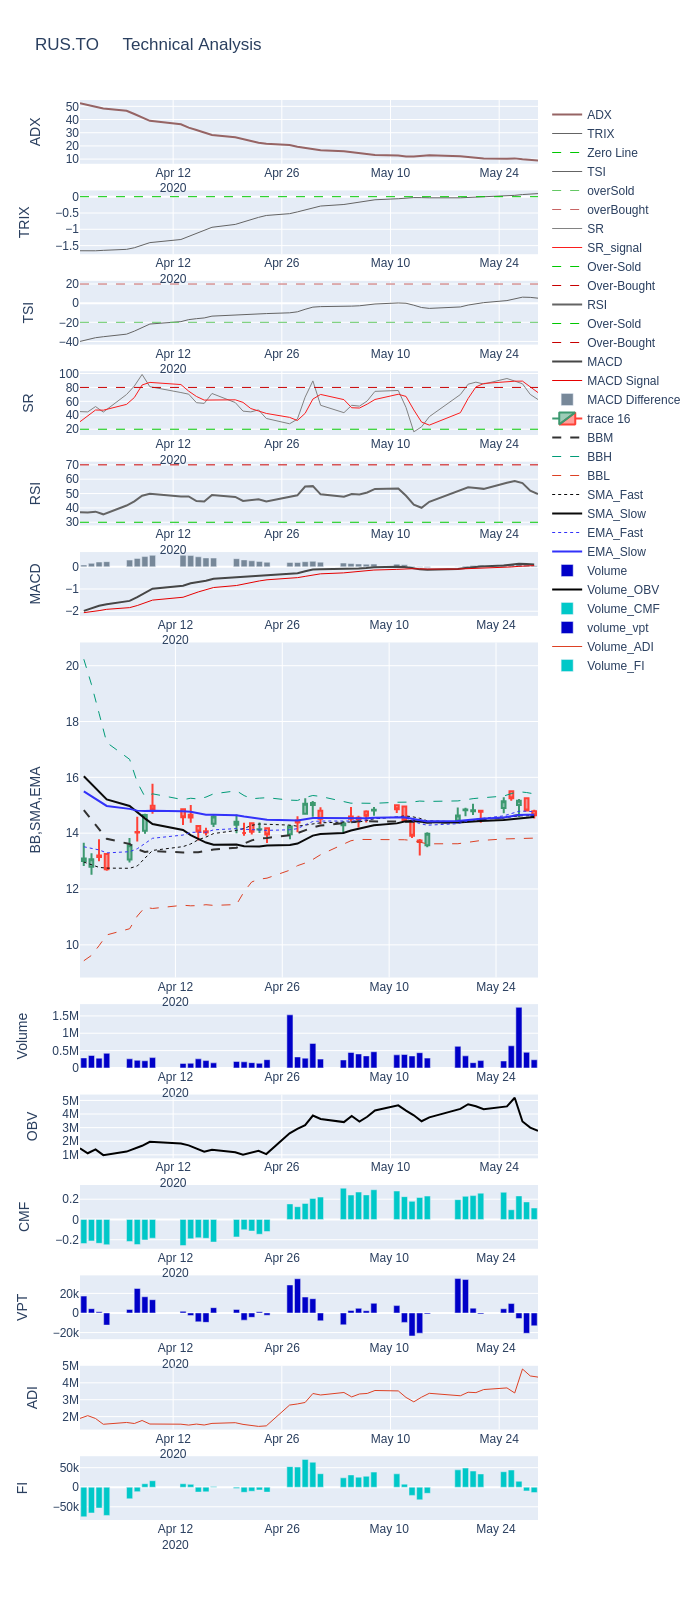 RUS.TO Technical Analysis
ADX
50
40
30
20
10
Apr 12
2020
Apr 26
May 10
May 24
TRIX
0
−0.5
−1
−1.5
Apr 12
2020
Apr 26
May 10
May 24
TSI
20
0
−20
−40
Apr 12
2020
Apr 26
May 10
May 24
SR
100
80
60
40
20
Apr 12
2020
Apr 26
May 10
May 24
RSI
70
60
50
40
30
Apr 12
2020
Apr 26
May 10
May 24
MACD
0
−1
−2
Apr 12
2020
Apr 26
May 10
May 24
BB,SMA,EMA
20
18
16
14
12
10
Apr 12
2020
Apr 26
May 10
May 24
Volume
1.5M
1M
0.5M
0
Apr 12
2020
Apr 26
May 10
May 24
OBV
5M
4M
3M
2M
1M
Apr 12
2020
Apr 26
May 10
May 24
CMF
0.2
0
−0.2
Apr 12
2020
Apr 26
May 10
May 24
VPT
20k
0
−20k
Apr 12
2020
Apr 26
May 10
May 24
ADI
5M
4M
3M
2M
Apr 12
2020
Apr 26
May 10
May 24
FI
50k
0
−50k
Apr 12
2020
Apr 26
May 10
May 24
ADX
TRIX
Zero Line
TSI
overSold
overBought
SR
SR_signal
Over-Sold
Over-Bought
RSI
Over-Sold
Over-Bought
MACD
MACD Signal
MACD Difference
trace 16
BBM
BBH
BBL
SMA_Fast
SMA_Slow
EMA_Fast
EMA_Slow
Volume
Volume_OBV
Volume_CMF
volume_vpt
Volume_ADI
Volume_FI